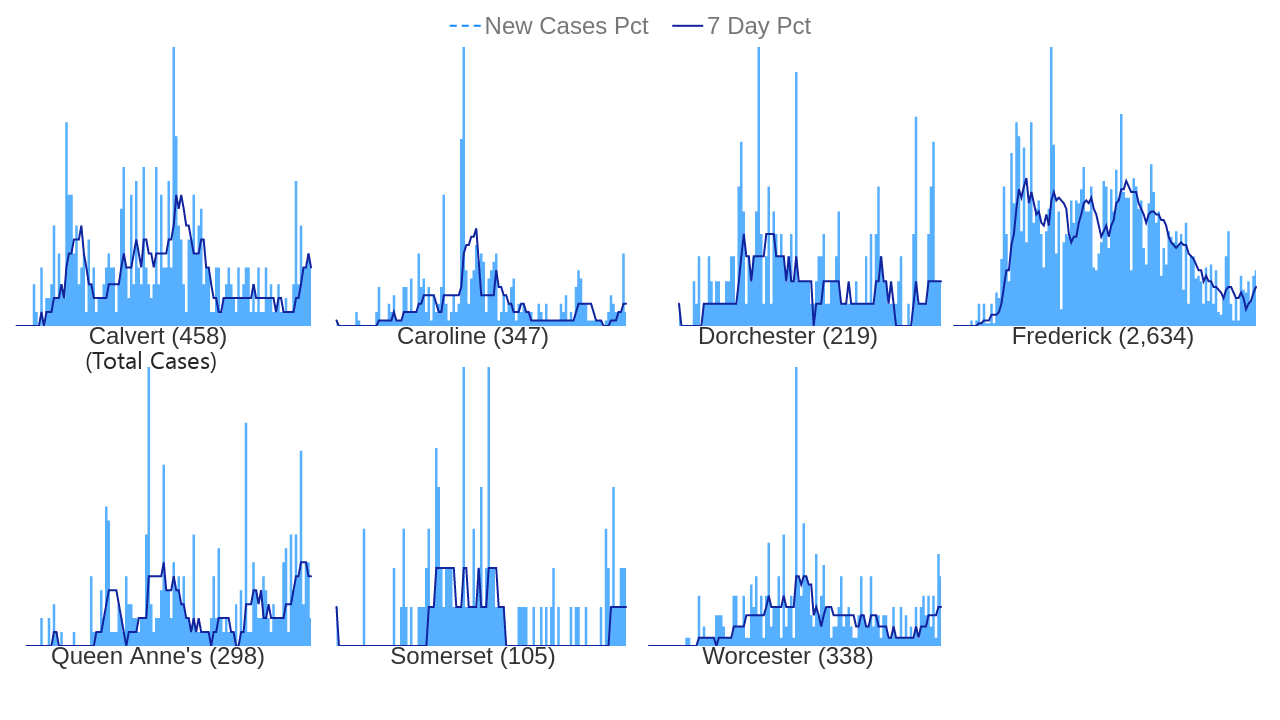 New Cases Pct 7 Day Pct
Calvert (458)
(Total Cases)
Caroline (347)
Dorchester (219)
Frederick (2,634)
Queen Anne's (298)
Somerset (105)
Worcester (338)